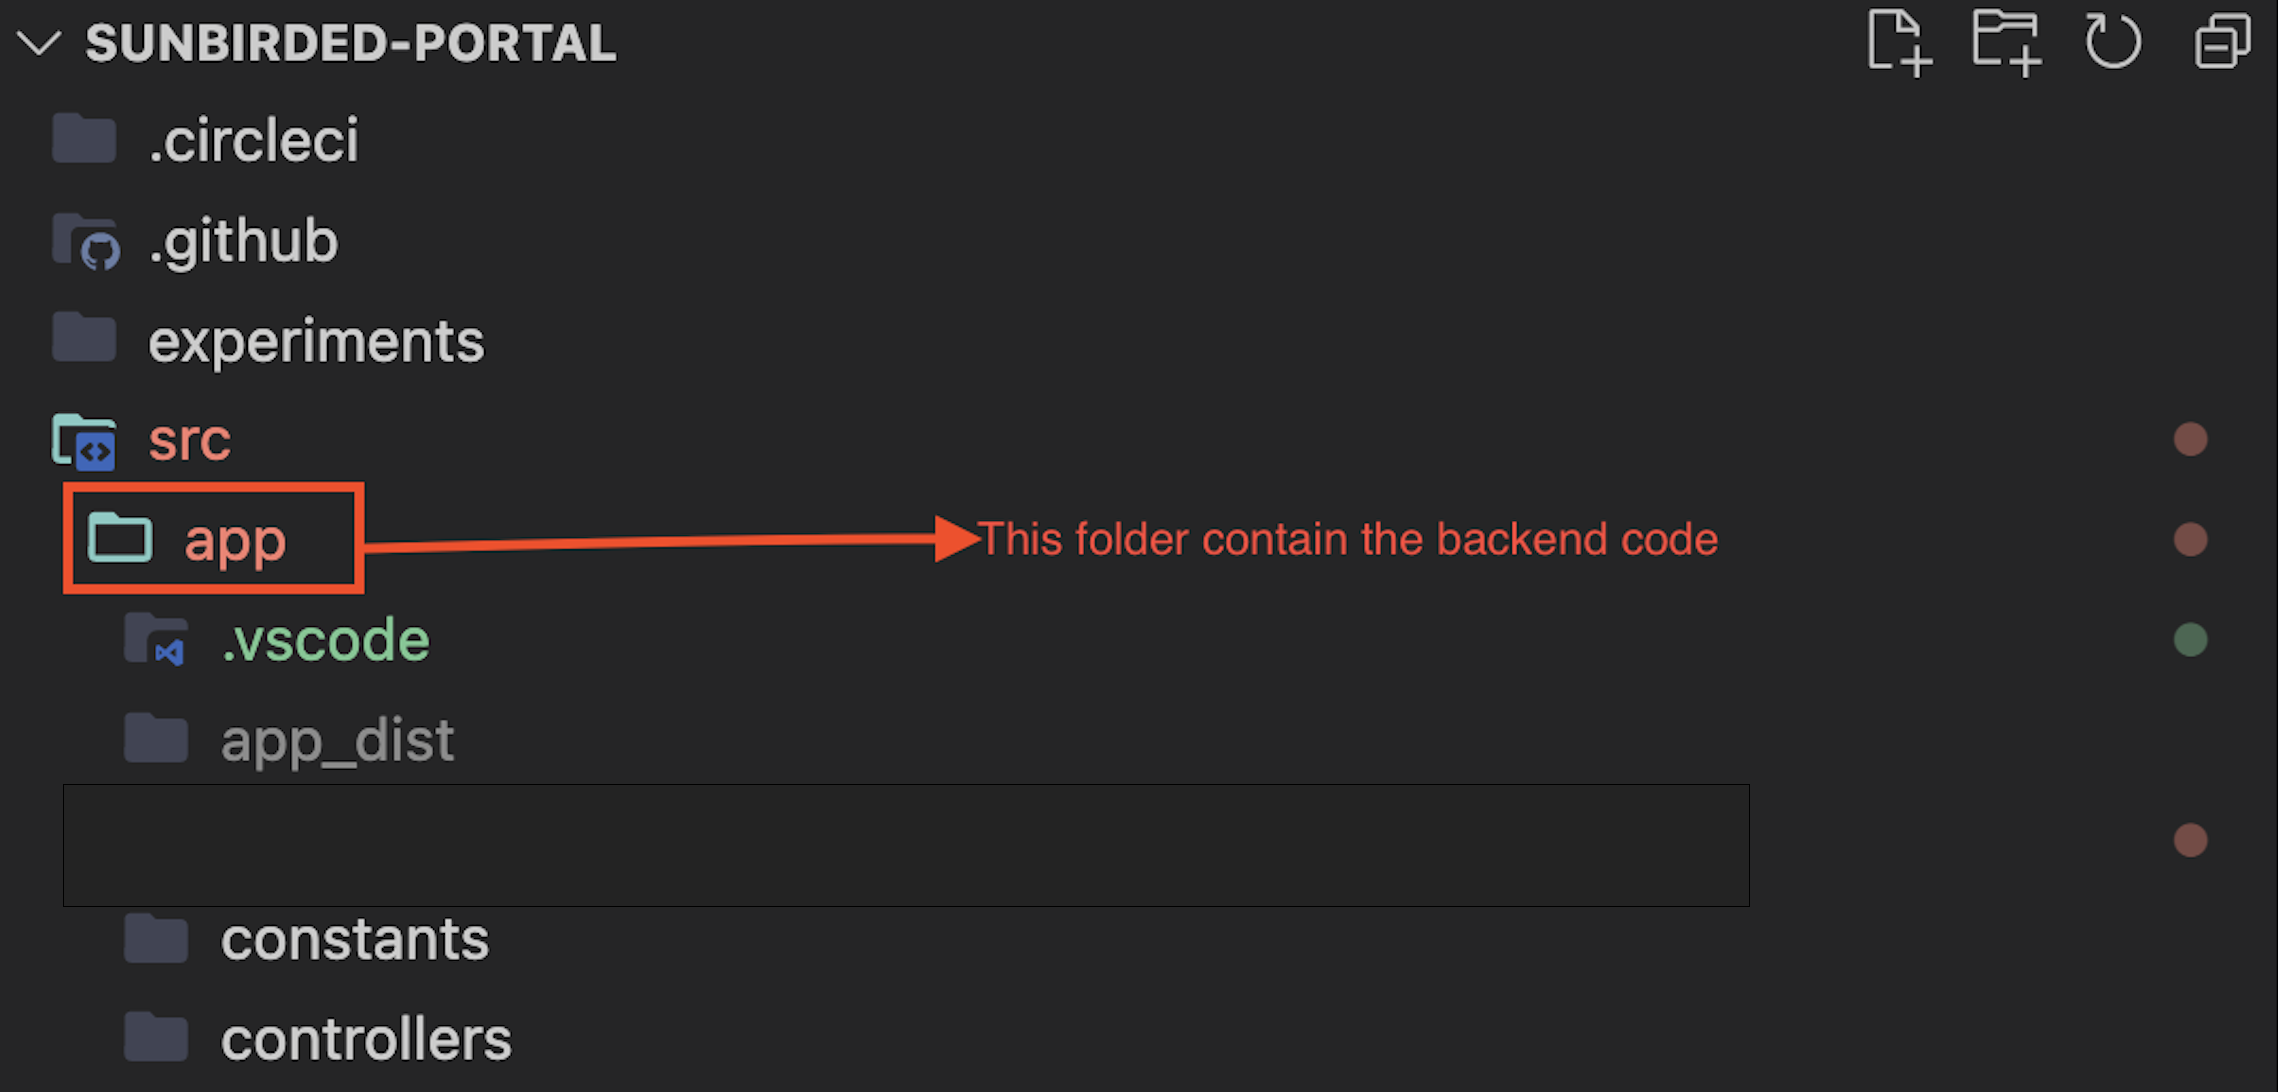 SUNBIRDED-PORTAL
.circleci
.github
experiments
src
app This folder contain the backend code
.vscode
app_dist
constants
controllers